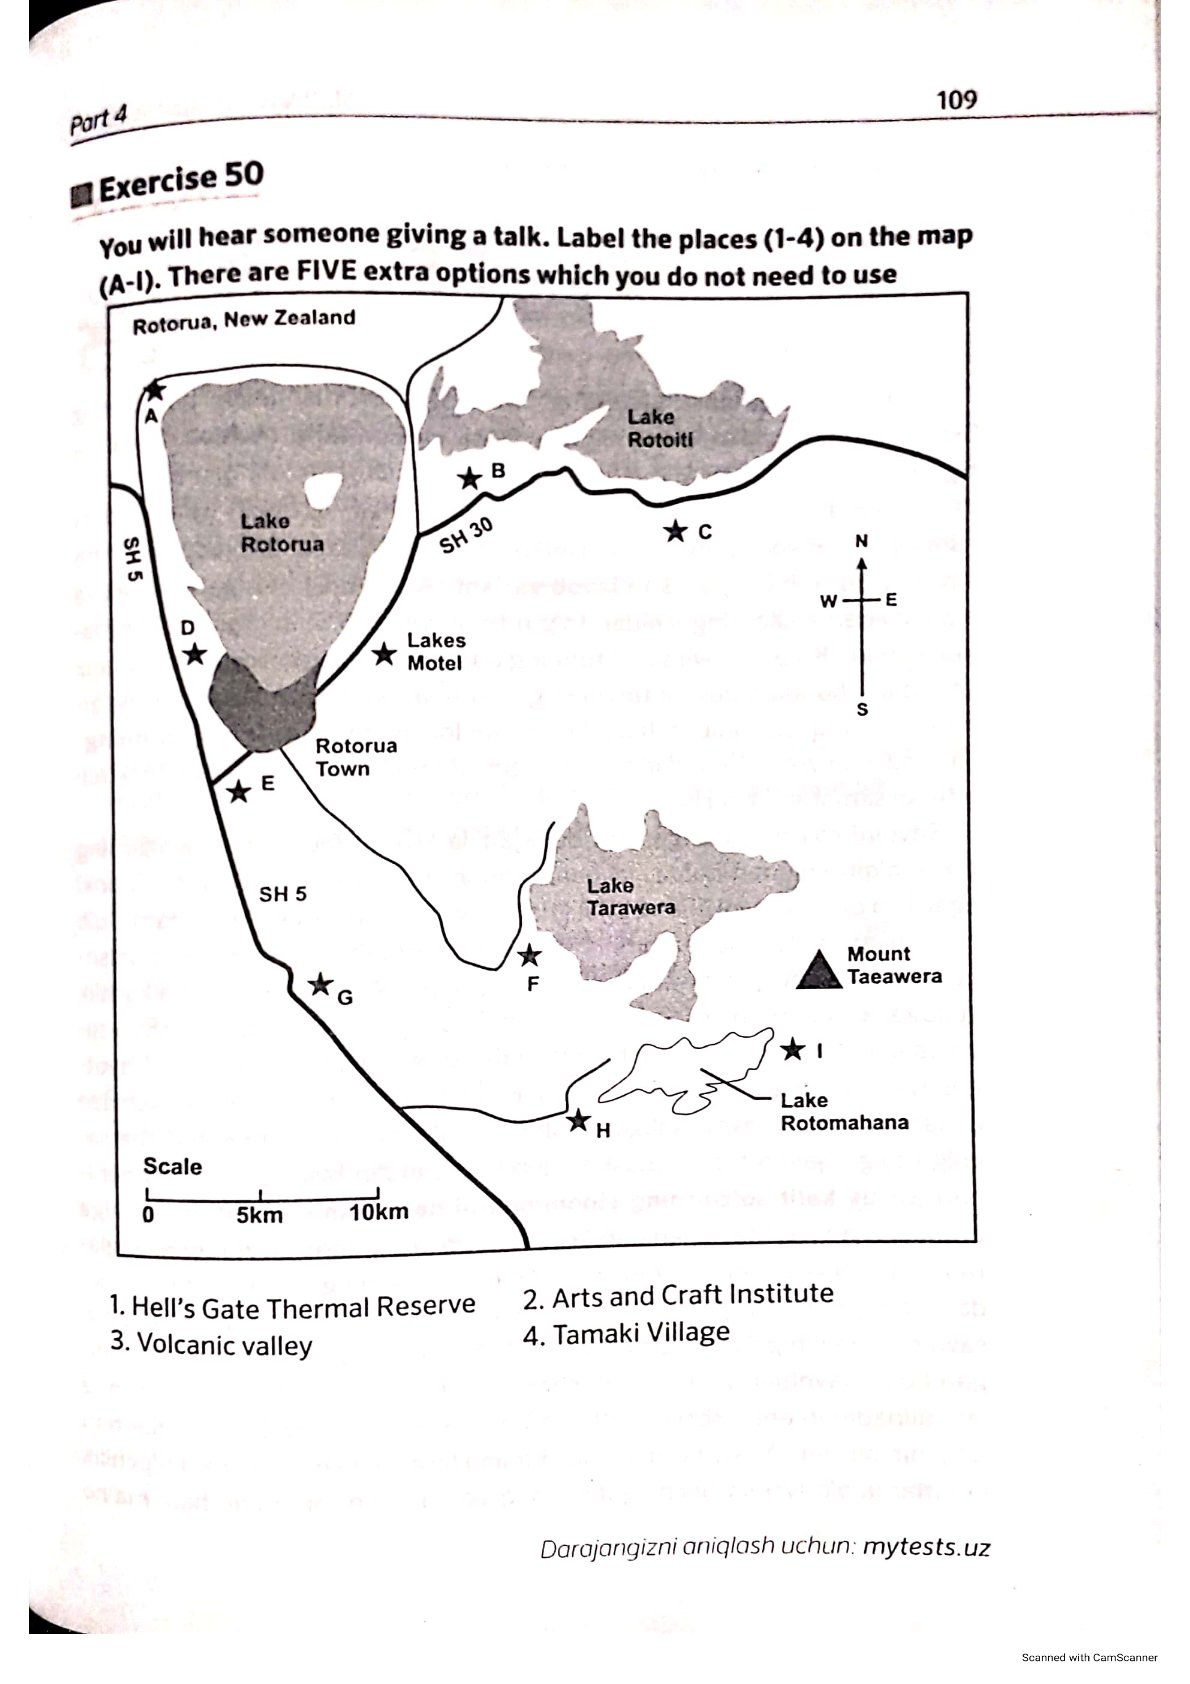 Part 4
109
Exercise 50
You will hear someone giving a talk. Label the places (1-4) on the map
(A-I). There are FIVE extra options which you do not need to use
Rotorua, New Zealand
A
Lake
Rotoiti
B
SH 30
C
Lake
Rotorua
SH 5
N
W
E
S
D
Lakes
Motel
Rotorua
Town
E
SH 5
Lake
Tarawera
F
Mount
Taeawera
G
I
Lake
Rotomahana
H
Scale
0
5km
10km
1. Hell's Gate Thermal Reserve
2. Arts and Craft Institute
3. Volcanic valley
4. Tamaki Village
Darajangizni aniqlash uchun: mytests.uz
Scanned with CamScanner